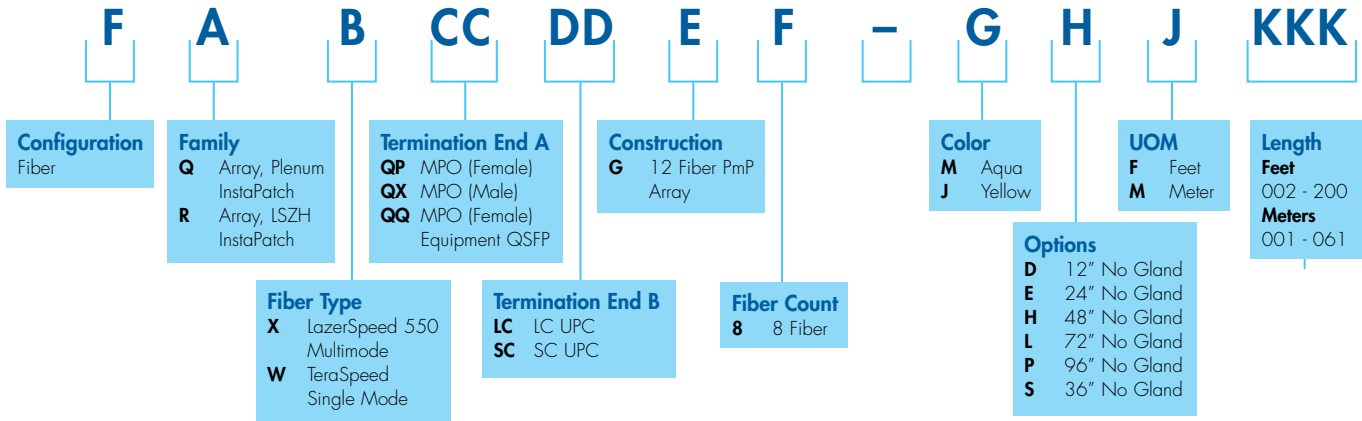 F A B CC DD E F – G H J KKK
Configuration
Fiber
Family
Q Array, Plenum
InstaPatch
R Array, LSZH
InstaPatch
Termination End A
QP MPO (Female)
QX MPO (Male)
QQ MPO (Female)
Equipment QSFP
Construction
G 12 Fiber PmP
Array
Color
M Aqua
J Yellow
UOM
F Feet
M Meter
Length
Feet
002 - 200
Meters
001 - 061
Fiber Type
X LazerSpeed 550
Multimode
W TeraSpeed
Single Mode
Termination End B
LC LC UPC
SC SC UPC
Fiber Count
8 8 Fiber
Options
D 12” No Gland
E 24” No Gland
H 48” No Gland
L 72” No Gland
P 96” No Gland
S 36” No Gland